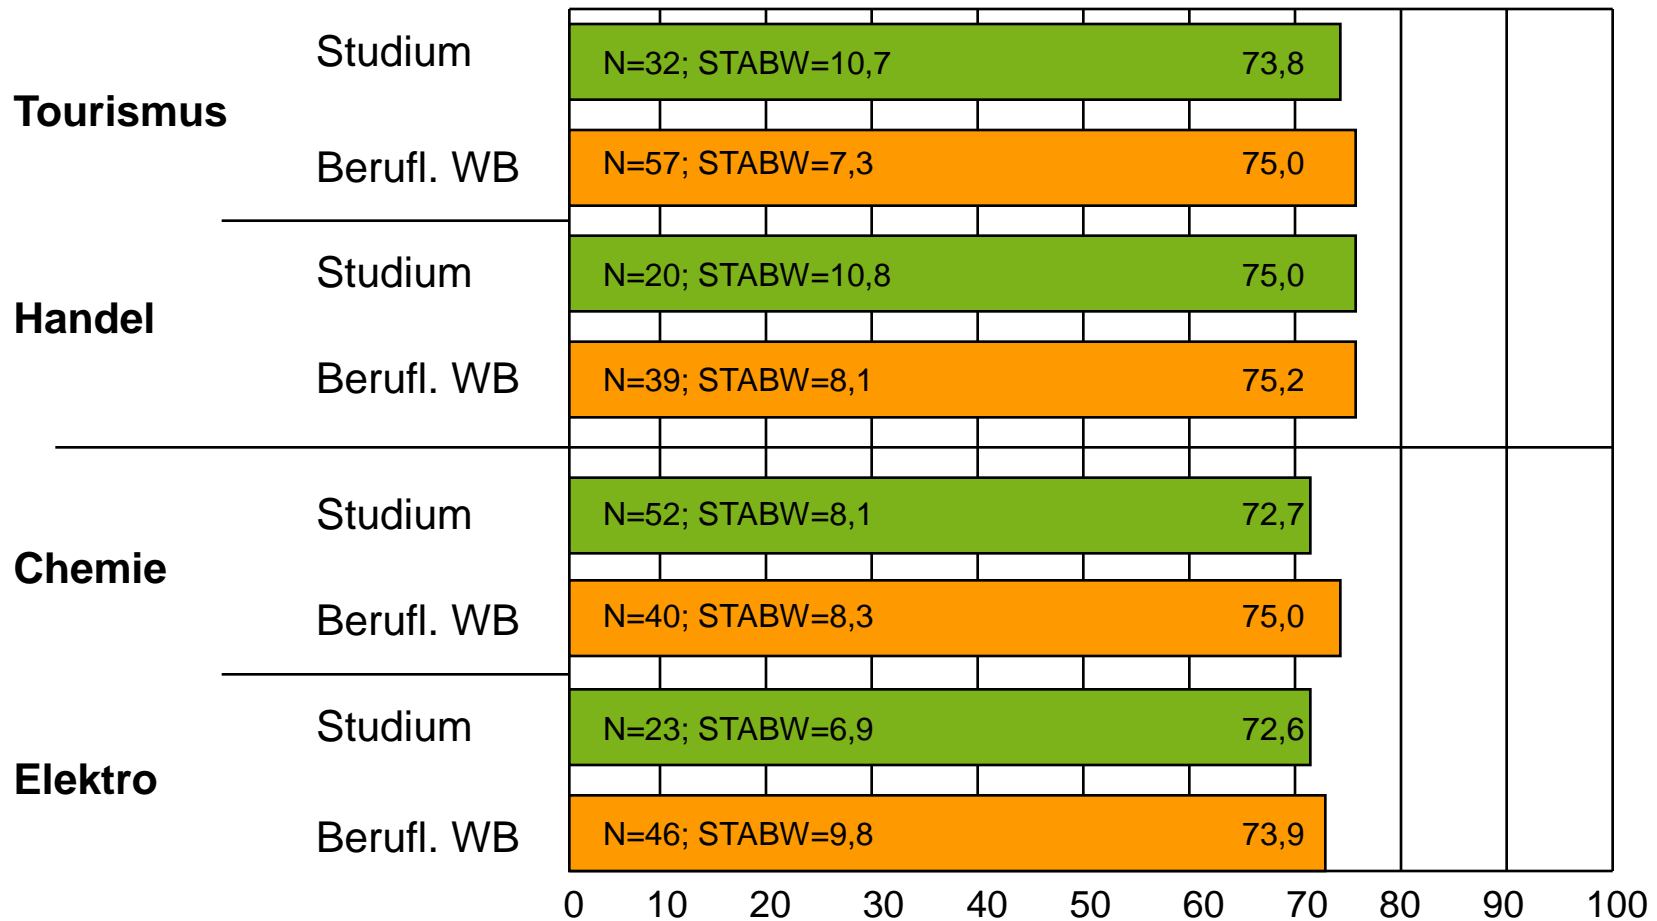 Tourismus
Studium N=32; STABW=10,7 73,8
Berufl. WB N=57; STABW=7,3 75,0
Handel
Studium N=20; STABW=10,8 75,0
Berufl. WB N=39; STABW=8,1 75,2
Chemie
Studium N=52; STABW=8,1 72,7
Berufl. WB N=40; STABW=8,3 75,0
Elektro
Studium N=23; STABW=6,9 72,6
Berufl. WB N=46; STABW=9,8 73,9
0 10 20 30 40 50 60 70 80 90 100